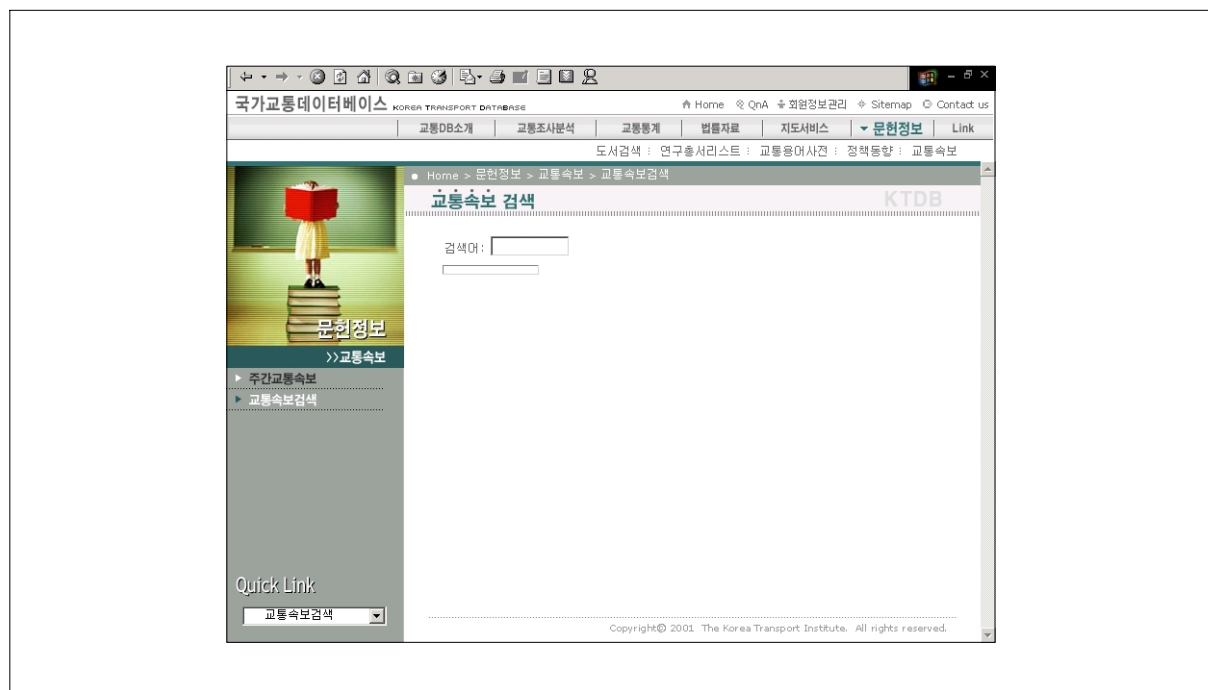 국가교통데이터베이스 KOREA TRANSPORT DATABASE
Home QnA 회원정보관리 Sitemap Contact us
교통DB소개 교통조사분석 교통통계 법률자료 지도서비스 문헌정보 Link
도서검색 : 연구총서리스트 : 교통용어사전 : 정책동향 : 교통속보
Home > 문헌정보 > 교통속보 > 교통속보검색
교통속보 검색 KTDB
검색어 :
문헌정보
>>교통속보
주간교통속보
교통속보검색
Quick Link
교통속보검색
Copyright© 2001 The Korea Transport Institute. All rights reserved.